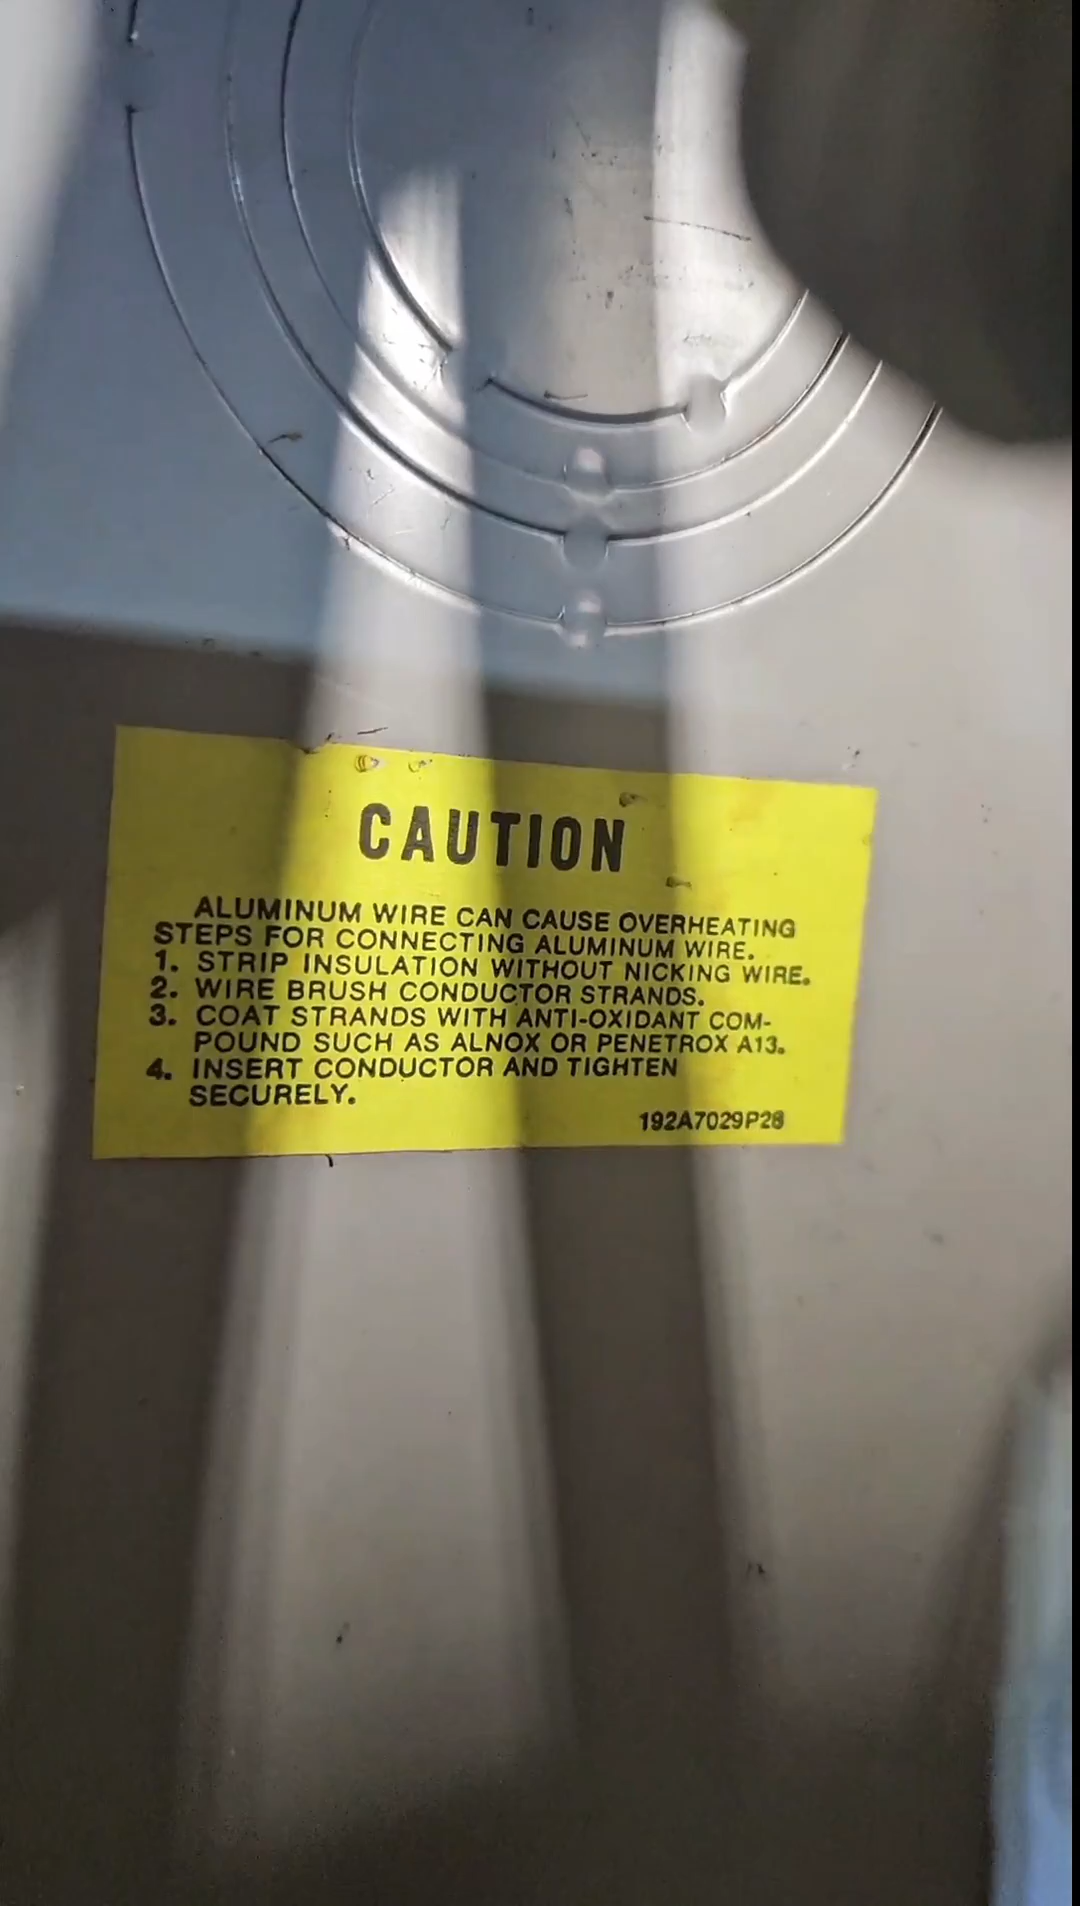 CAUTION
ALUMINUM WIRE CAN CAUSE OVERHEATING
STEPS FOR CONNECTING ALUMINUM WIRE.
1. STRIP INSULATION WITHOUT NICKING WIRE.
2. WIRE BRUSH CONDUCTOR STRANDS.
3. COAT STRANDS WITH ANTI-OXIDANT COM-
POUND SUCH AS ALNOX OR PENETROX A13.
4. INSERT CONDUCTOR AND TIGHTEN
SECURELY.
192A7029P28